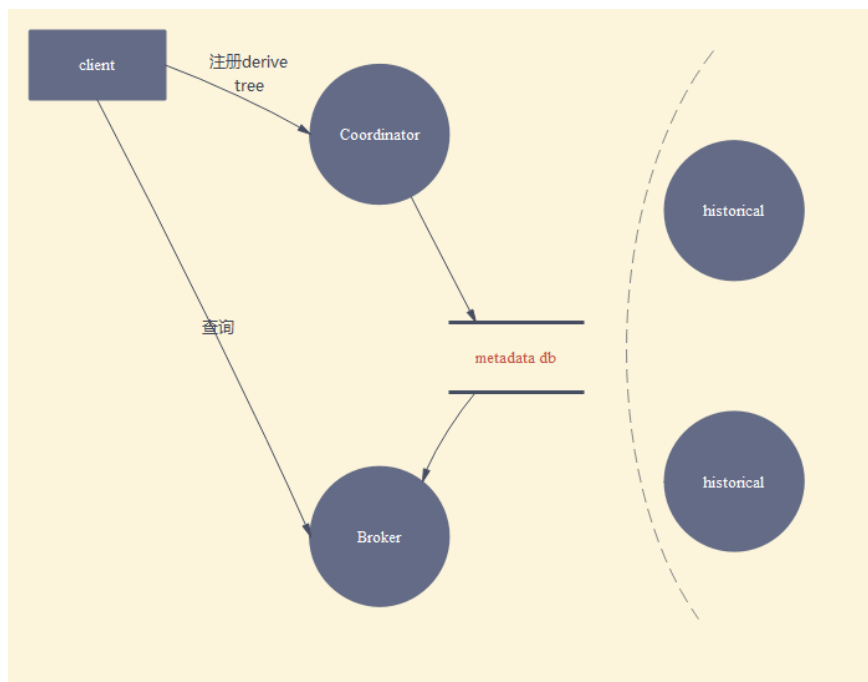 client
注册derive
tree
Coordinator
historical
查询
metadata db
historical
Broker